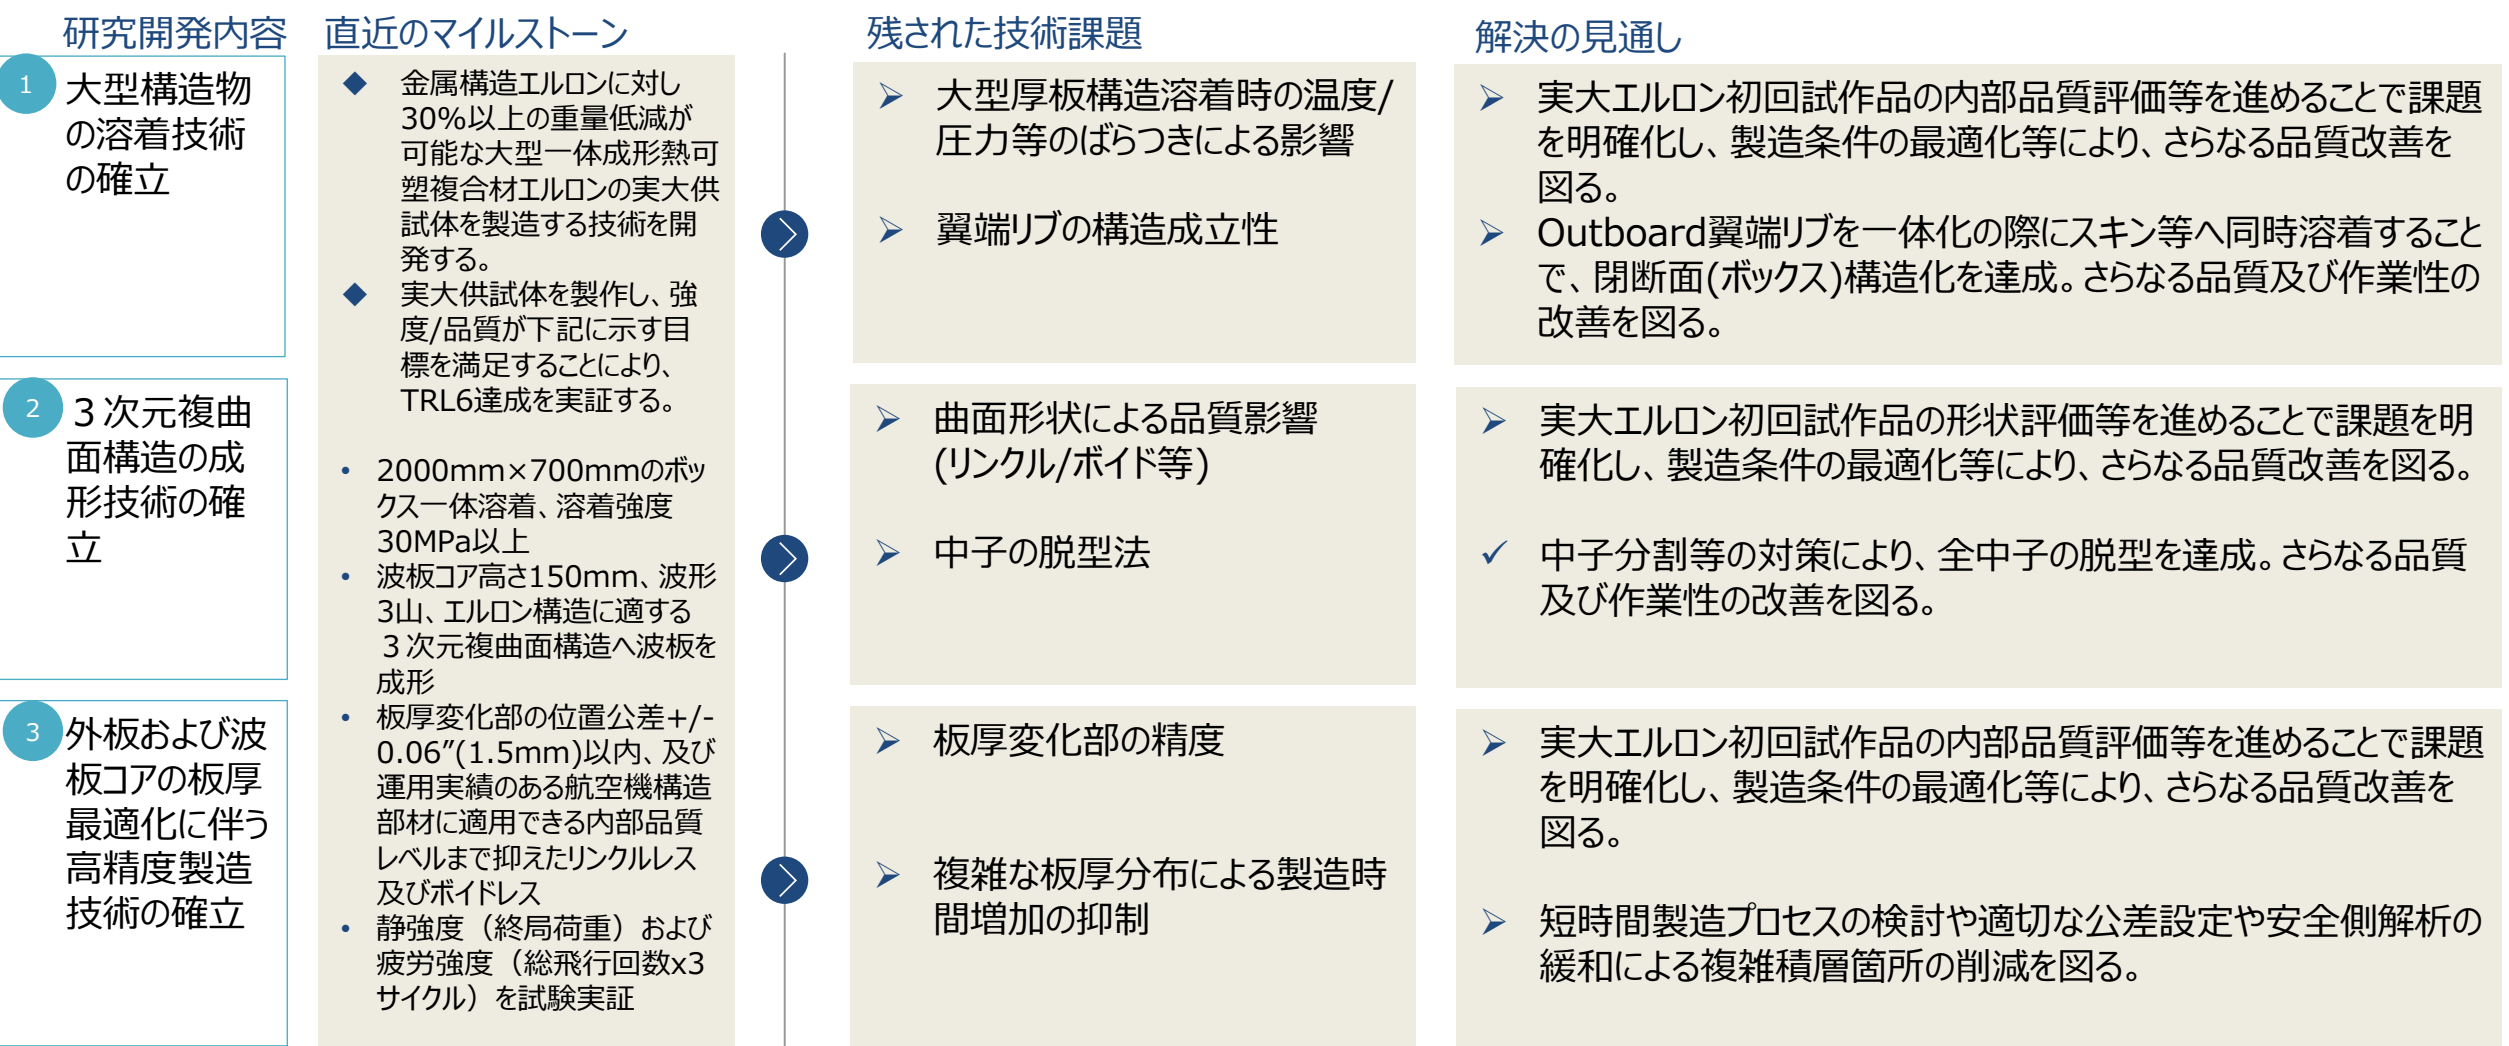 研究開発内容
直近のマイルストーン
残された技術課題
解決の見通し
1
大型構造物
の溶着技術
の確立
2
３次元複曲
面構造の成
形技術の確
立
3
外板および波
板コアの板厚
最適化に伴う
高精度製造
技術の確立
◆ 金属構造エルロンに対し
30%以上の重量低減が
可能な大型一体成形熱可
塑複合材エルロンの実大供
試体を製造する技術を開
発する。
◆ 実大供試体を製作し、強
度/品質が下記に示す目
標を満足することにより、
TRL6達成を実証する。
• 2000mm×700mmのボッ
クス一体溶着、溶着強度
30MPa以上
• 波板コア高さ150mm、波形
3山、エルロン構造に適する
３次元複曲面構造へ波板を
成形
• 板厚変化部の位置公差+/-
0.06”(1.5mm)以内、及び
運用実績のある航空機構造
部材に適用できる内部品質
レベルまで抑えたリンクルレス
及びボイドレス
• 静強度（終局荷重）および
疲労強度（総飛行回数x3
サイクル）を試験実証
➢ 大型厚板構造溶着時の温度/
圧力等のばらつきによる影響
➢ 翼端リブの構造成立性
➢ 曲面形状による品質影響
(リンクル/ボイド等)
➢ 中子の脱型法
➢ 板厚変化部の精度
➢ 複雑な板厚分布による製造時
間増加の抑制
➢ 実大エルロン初回試作品の内部品質評価等を進めることで課題
を明確化し、製造条件の最適化等により、さらなる品質改善を
図る。
➢ Outboard翼端リブを一体化の際にスキン等へ同時溶着すること
で、閉断面(ボックス)構造化を達成。さらなる品質及び作業性の
改善を図る。
➢ 実大エルロン初回試作品の形状評価等を進めることで課題を明
確化し、製造条件の最適化等により、さらなる品質改善を図る。
✓ 中子分割等の対策により、全中子の脱型を達成。さらなる品質
及び作業性の改善を図る。
➢ 実大エルロン初回試作品の内部品質評価等を進めることで課題
を明確化し、製造条件の最適化等により、さらなる品質改善を
図る。
➢ 短時間製造プロセスの検討や適切な公差設定や安全側解析の
緩和による複雑積層箇所の削減を図る。